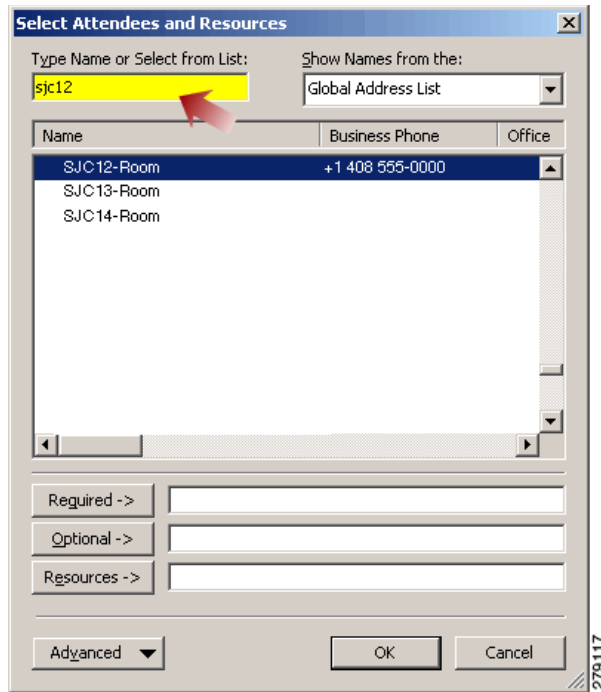 Select Attendees and Resources
Type Name or Select from List: Show Names from the:
sjc12 Global Address List
Name Business Phone Office
SJC12-Room +1 408 555-0000
SJC13-Room
SJC14-Room
Required ->
Optional ->
Resources ->
Advanced OK Cancel
279117